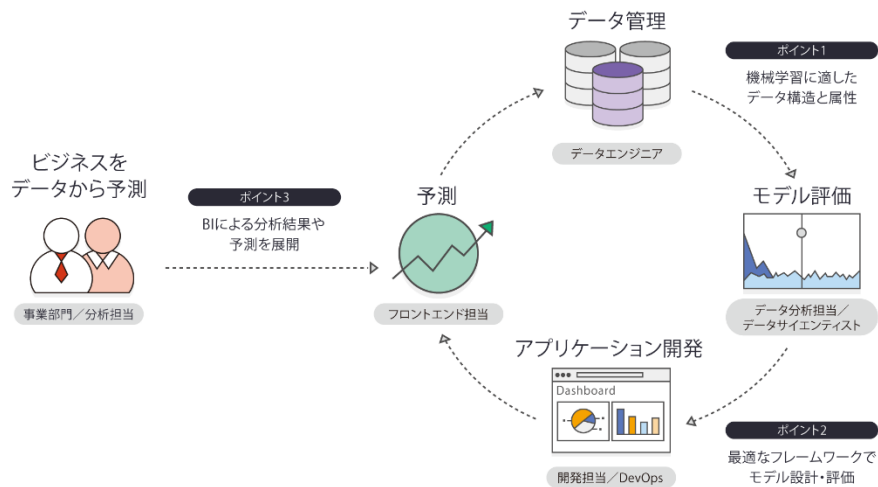 データ管理
データエンジニア
ポイント1
機械学習に適した
データ構造と属性
ビジネスを
データから予測
事業部門／分析担当
ポイント3
BIによる分析結果や
予測を展開
予測
フロントエンド担当
モデル評価
データ分析担当／
データサイエンティスト
アプリケーション開発
Dashboard
開発担当／DevOps
ポイント2
最適なフレームワークで
モデル設計・評価